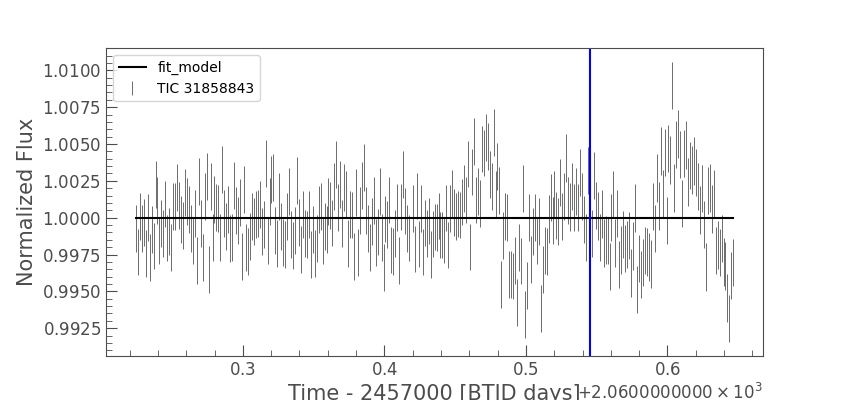 fit_model
TIC 31858843
Normalized Flux
1.0100
1.0075
1.0050
1.0025
1.0000
0.9975
0.9950
0.9925
0.3 0.4 0.5 0.6
Time - 2457000 [BTJD days]
+2.0600000000 × 10³